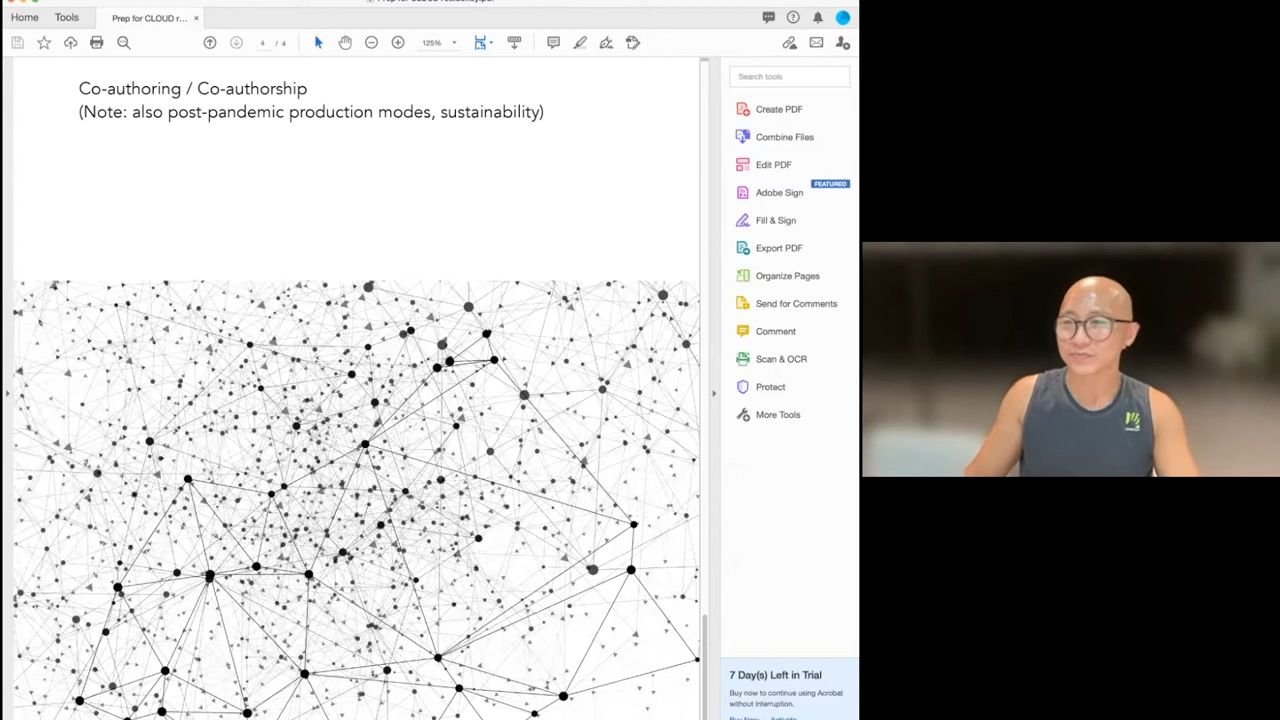 Home
Tools
Prep for CLOUD r... ×
4 / 4
125%
Co-authoring / Co-authorship
(Note: also post-pandemic production modes, sustainability)
Search tools
Create PDF
Combine Files
Edit PDF
FEATURED
Adobe Sign
Fill & Sign
Export PDF
Organize Pages
Send for Comments
Comment
Scan & OCR
Protect
More Tools
7 Day(s) Left in Trial
Buy now to continue using Acrobat
without interruption.